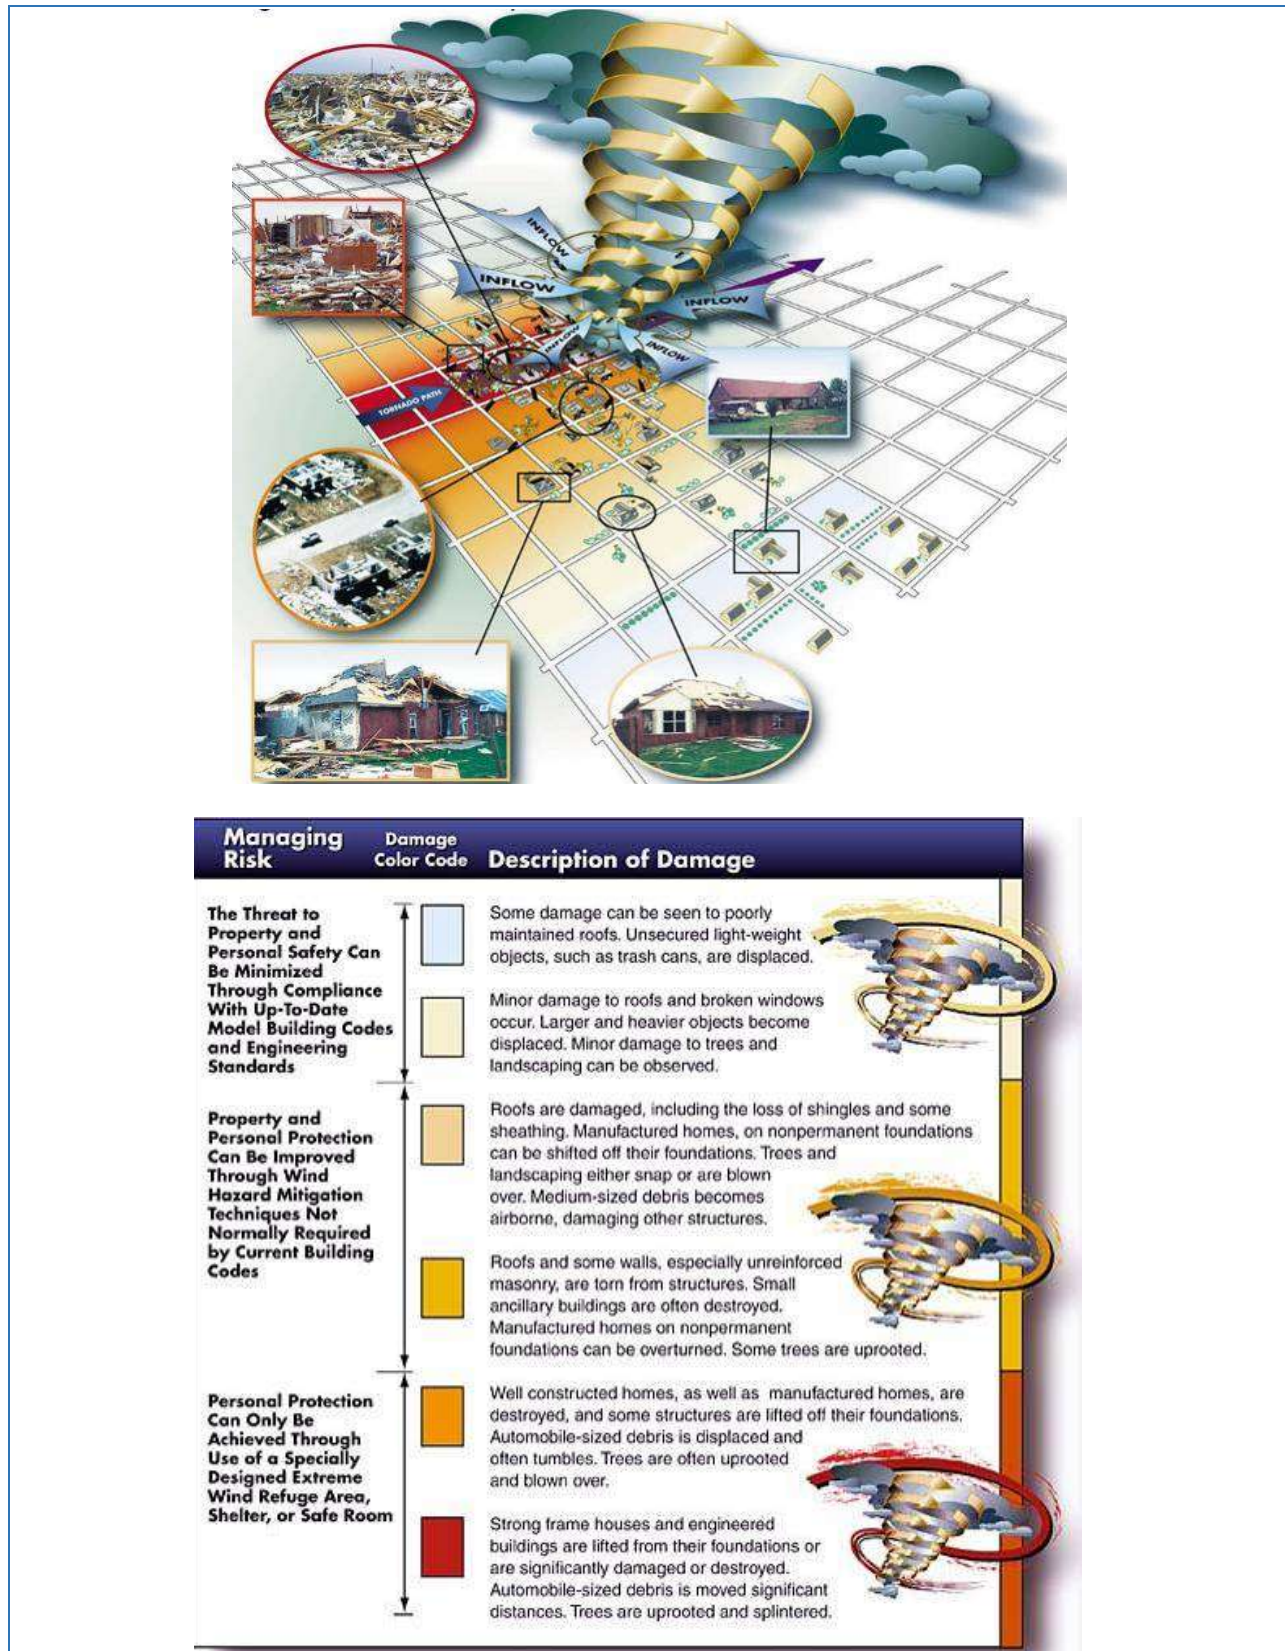 INFLOW
INFLOW
INFLOW
INFLOW
INFLOW
TORNADO PATH
Managing
Risk
Damage
Color Code
Description of Damage
The Threat to
Property and
Personal Safety Can
Be Minimized
Through Compliance
With Up-To-Date
Model Building Codes
and Engineering
Standards
Some damage can be seen to poorly
maintained roofs. Unsecured light-weight
objects, such as trash cans, are displaced.
Minor damage to roofs and broken windows
occur. Larger and heavier objects become
displaced. Minor damage to trees and
landscaping can be observed.
Property and
Personal Protection
Can Be Improved
Through Wind
Hazard Mitigation
Techniques Not
Normally Required
by Current Building
Codes
Roofs are damaged, including the loss of shingles and some
sheathing. Manufactured homes, on nonpermanent foundations
can be shifted off their foundations. Trees and
landscaping either snap or are blown
over. Medium-sized debris becomes
airborne, damaging other structures.
Roofs and some walls, especially unreinforced
masonry, are torn from structures. Small
ancillary buildings are often destroyed.
Manufactured homes on nonpermanent
foundations can be overturned. Some trees are uprooted.
Personal Protection
Can Only Be
Achieved Through
Use of a Specially
Designed Extreme
Wind Refuge Area,
Shelter, or Safe Room
Well constructed homes, as well as manufactured homes, are
destroyed, and some structures are lifted off their foundations.
Automobile-sized debris is displaced and
often tumbles. Trees are often uprooted
and blown over.
Strong frame houses and engineered
buildings are lifted from their foundations or
are significantly damaged or destroyed.
Automobile-sized debris is moved significant
distances. Trees are uprooted and splintered.